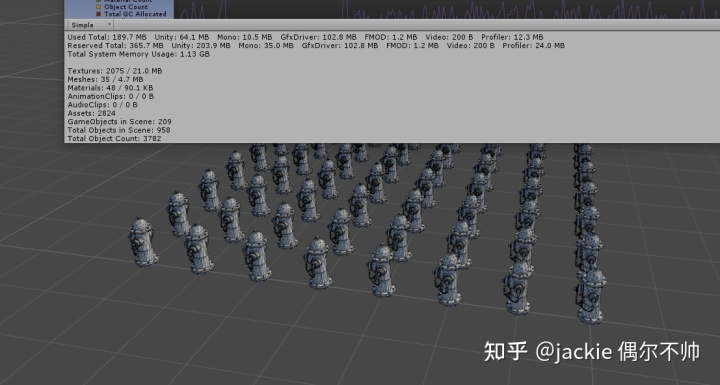 Object Count
Total GC Allocated
Simple
Used Total: 189.7 MB Unity: 64.1 MB Mono: 10.5 MB GfxDriver: 102.8 MB FMOD: 1.2 MB Video: 200 B Profiler: 12.3 MB
Reserved Total: 365.7 MB Unity: 203.9 MB Mono: 35.0 MB GfxDriver: 102.8 MB FMOD: 1.2 MB Video: 200 B Profiler: 24.0 MB
Total System Memory Usage: 1.13 GB
Textures: 2075 / 21.0 MB
Meshes: 35 / 4.7 MB
Materials: 48 / 90.1 KB
AnimationClips: 0 / 0 B
AudioClips: 0 / 0 B
Assets: 2824
GameObjects in Scene: 209
Total Objects in Scene: 958
Total Object Count: 3782
知乎 @jackie 偶尔不帅